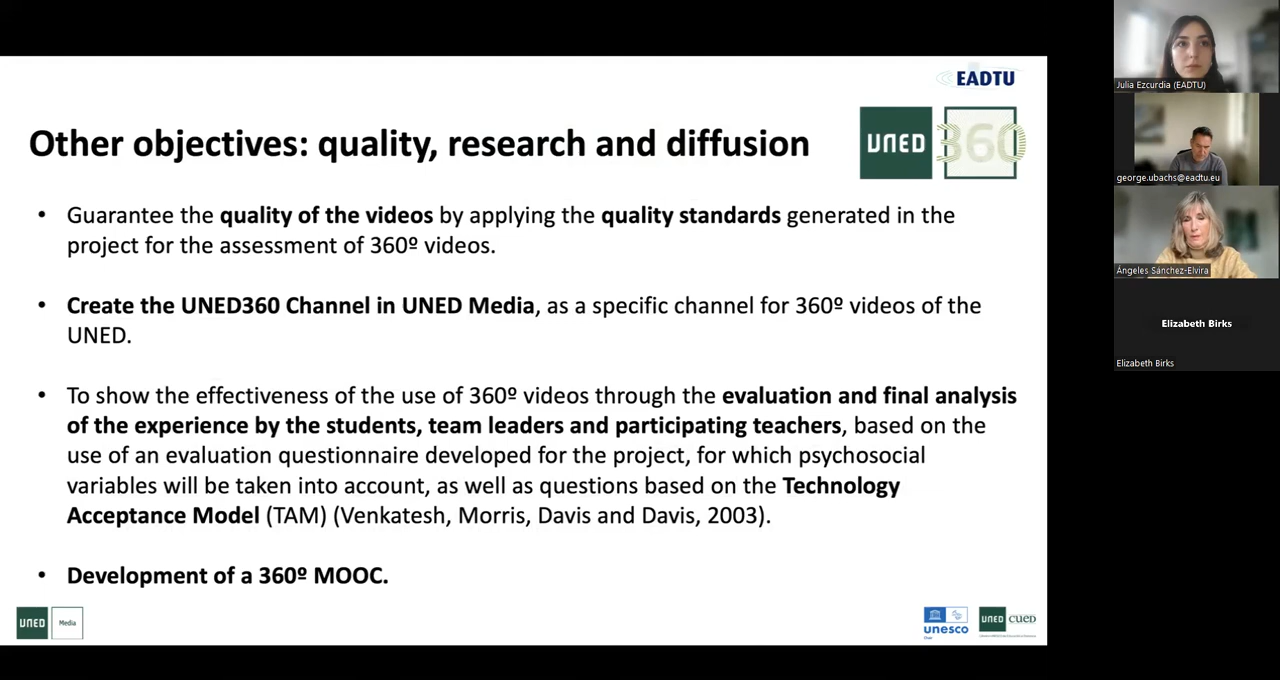 EADTU
Other objectives: quality, research and diffusion
UNED 360
• Guarantee the quality of the videos by applying the quality standards generated in the
project for the assessment of 360º videos.
• Create the UNED360 Channel in UNED Media, as a specific channel for 360º videos of the
UNED.
• To show the effectiveness of the use of 360º videos through the evaluation and final analysis
of the experience by the students, team leaders and participating teachers, based on the
use of an evaluation questionnaire developed for the project, for which psychosocial
variables will be taken into account, as well as questions based on the Technology
Acceptance Model (TAM) (Venkatesh, Morris, Davis and Davis, 2003).
• Development of a 360º MOOC.
UNED Media
unesco
Chair
UNED CUED
Julia Ezcurdia (EADTU)
george.ubachs@eadtu.eu
Ángeles Sánchez-Elvira
Elizabeth Birks
Elizabeth Birks